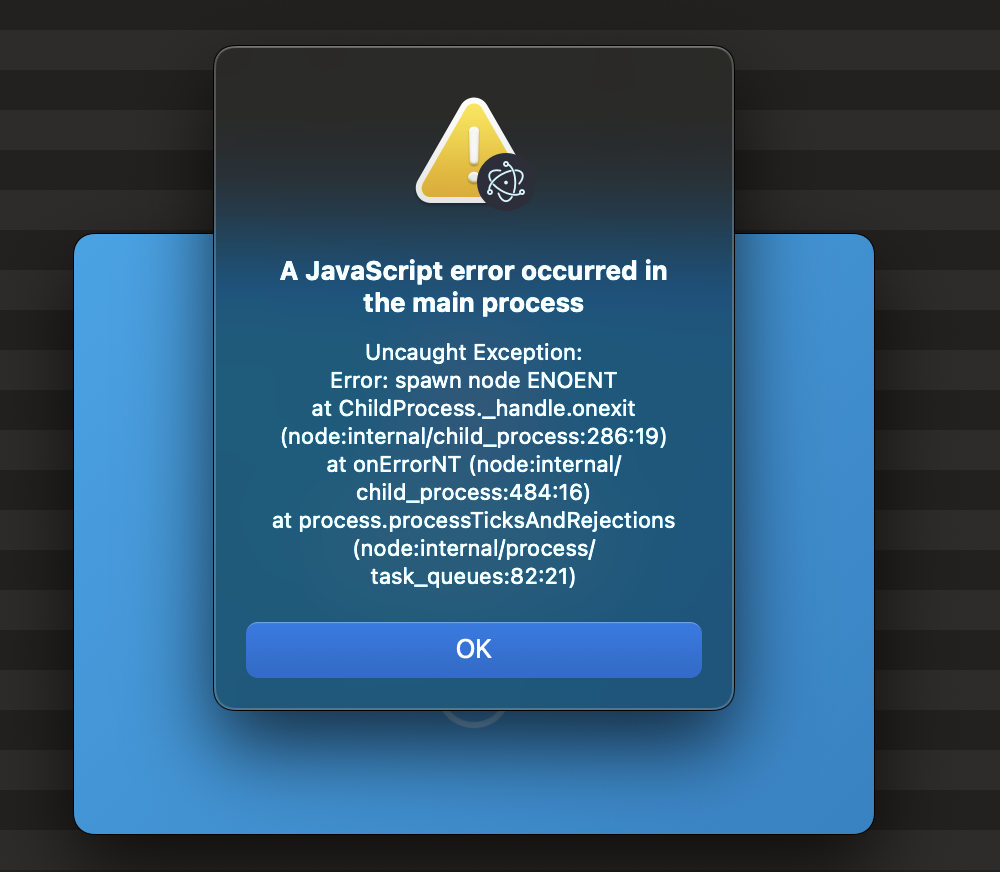 A JavaScript error occurred in
the main process
Uncaught Exception:
Error: spawn node ENOENT
at ChildProcess._handle.onexit
(node:internal/child_process:286:19)
at onErrorNT (node:internal/
child_process:484:16)
at process.processTicksAndRejections
(node:internal/process/
task_queues:82:21)
OK